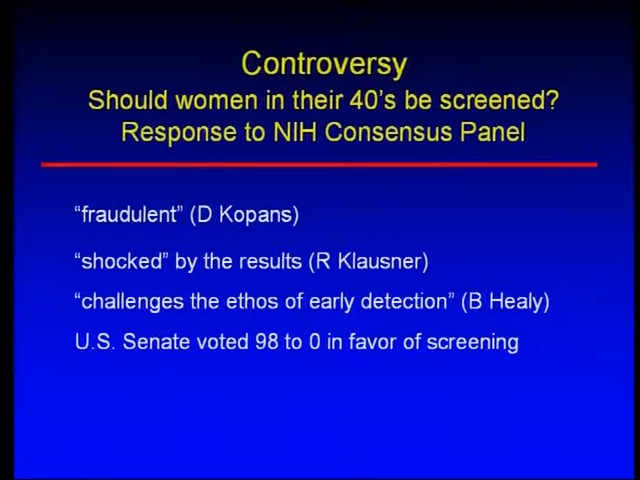 Controversy
Should women in their 40's be screened?
Response to NIH Consensus Panel
“fraudulent” (D Kopans)
“shocked” by the results (R Klausner)
“challenges the ethos of early detection” (B Healy)
U.S. Senate voted 98 to 0 in favor of screening